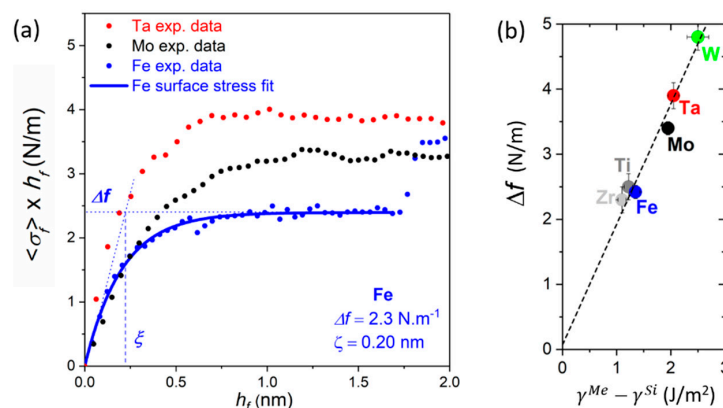 (a)
Ta exp. data
Mo exp. data
Fe exp. data
Fe surface stress fit
<σf> x hf (N/m)
5
4
3
2
1
0
Δf
ξ
Fe
Δf = 2.3 N.m⁻¹
ζ = 0.20 nm
0.0 0.5 1.0 1.5 2.0
hf (nm)
(b)
Δf (N/m)
5
4
3
2
1
0
W
Ta
Mo
Ti
Zr
Fe
0 1 2 3
γᴹᵉ – γˢⁱ (J/m²)